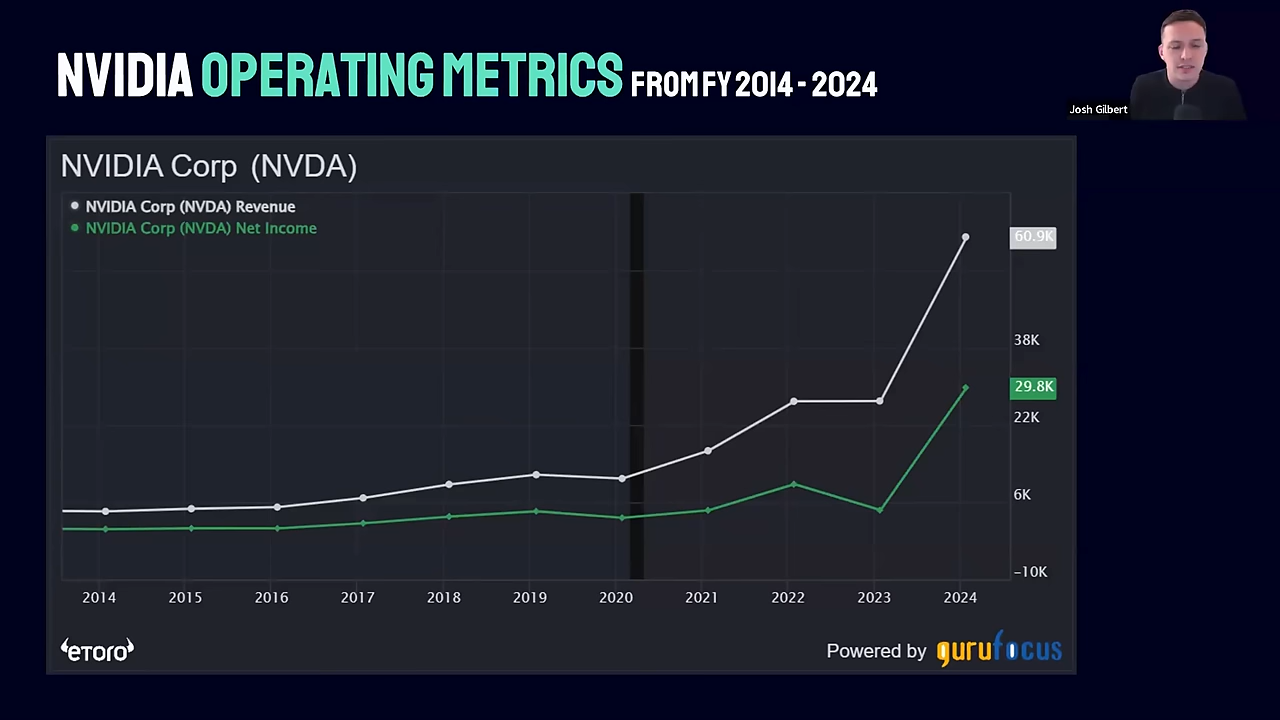 NVIDIA OPERATING METRICS FROM FY 2014 - 2024
Josh Gilbert
NVIDIA Corp (NVDA)
NVIDIA Corp (NVDA) Revenue
NVIDIA Corp (NVDA) Net Income
60.9K
38K
29.8K
22K
6K
-10K
2014 2015 2016 2017 2018 2019 2020 2021 2022 2023 2024
eToro
Powered by gurufocus